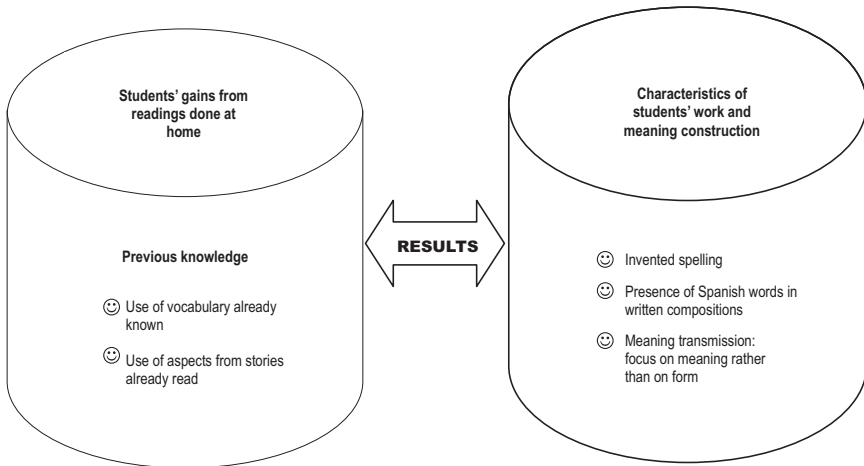 Students’ gains from
readings done at
home
Previous knowledge
Use of vocabulary already
known
Use of aspects from stories
already read
RESULTS
Characteristics of
students’ work and
meaning construction
Invented spelling
Presence of Spanish words in
written compositions
Meaning transmission:
focus on meaning rather
than on form